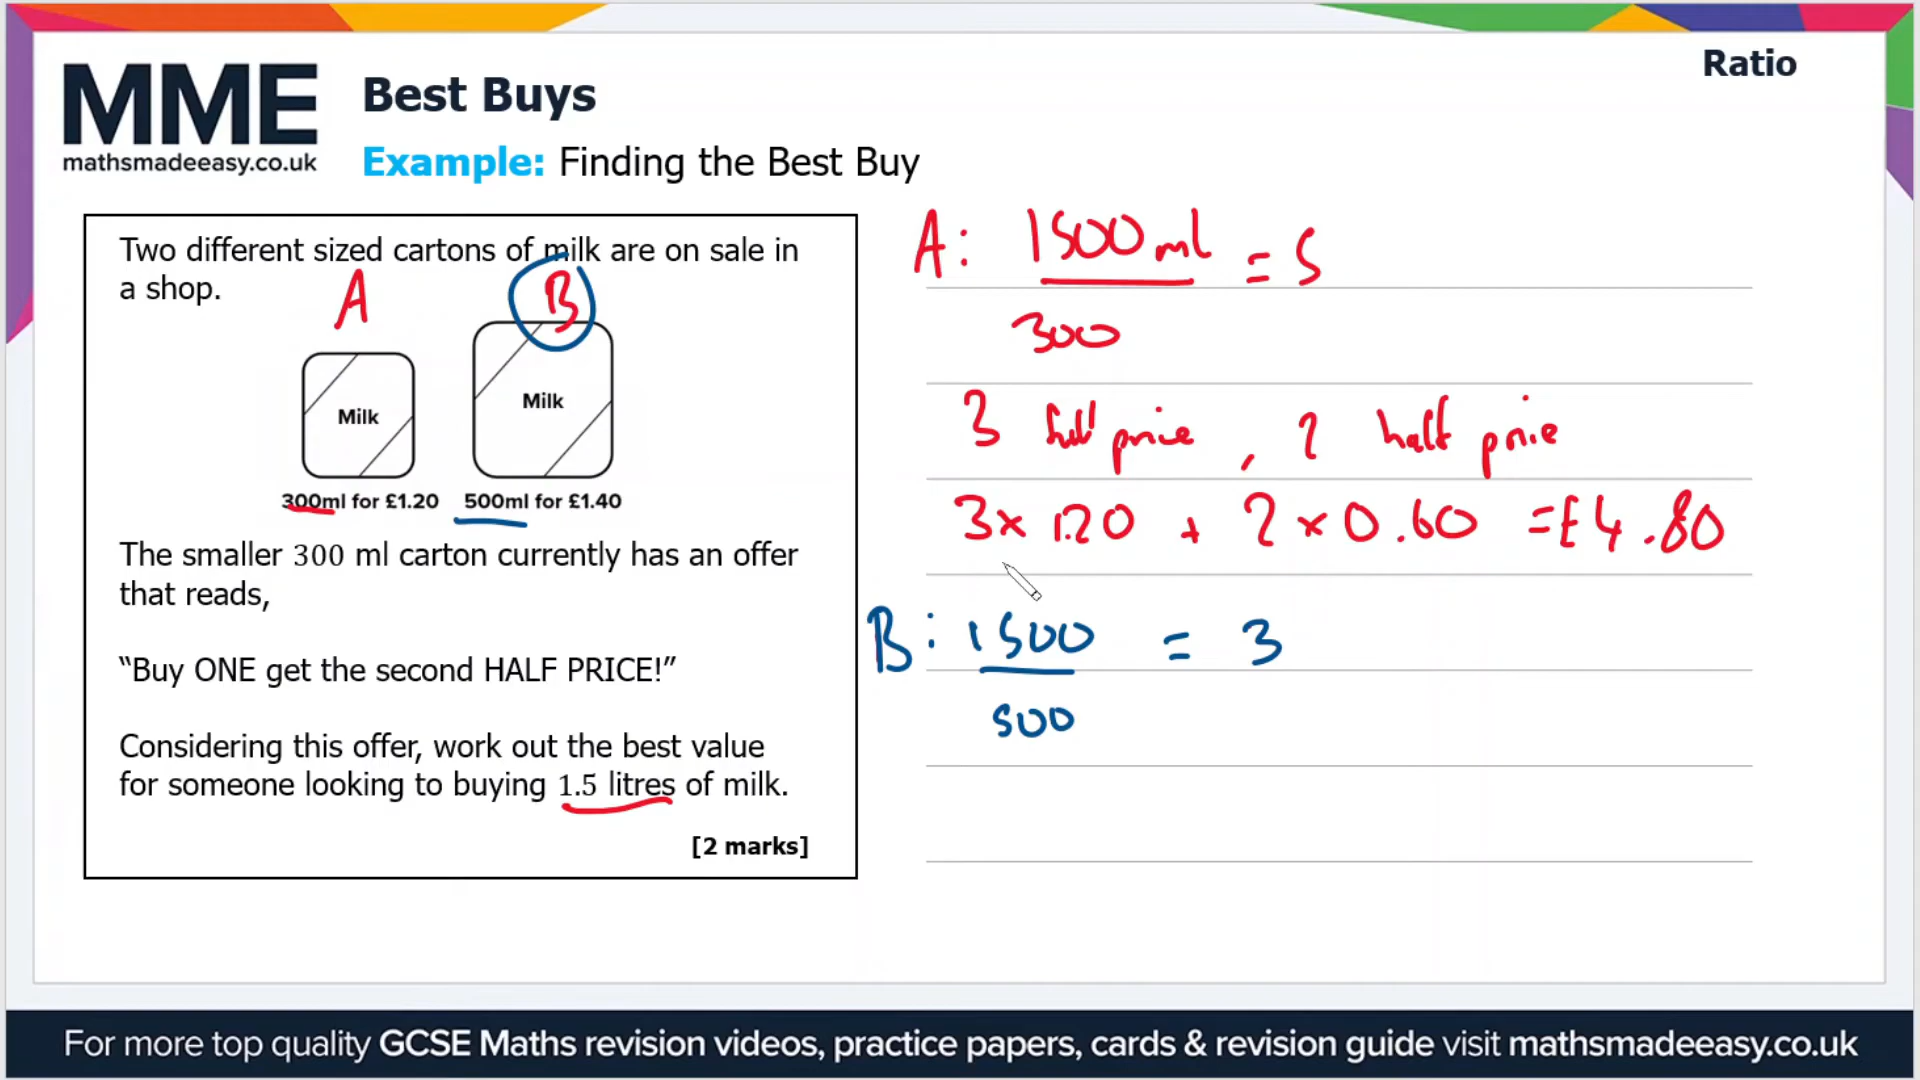 Ratio
MME
mathsmadeeasy.co.uk
Best Buys
Example: Finding the Best Buy
Two different sized cartons of milk are on sale in
a shop.
A
B
Milk
Milk
300ml for £1.20
500ml for £1.40
The smaller 300 ml carton currently has an offer
that reads,
“Buy ONE get the second HALF PRICE!”
Considering this offer, work out the best value
for someone looking to buying 1.5 litres of milk.
[2 marks]
A: 1500ml = 5
300
3 full price, 2 half price
3 × 1.20 + 2 × 0.60 = £4.80
B: 1500 = 3
500
For more top quality GCSE Maths revision videos, practice papers, cards & revision guide visit mathsmadeeasy.co.uk